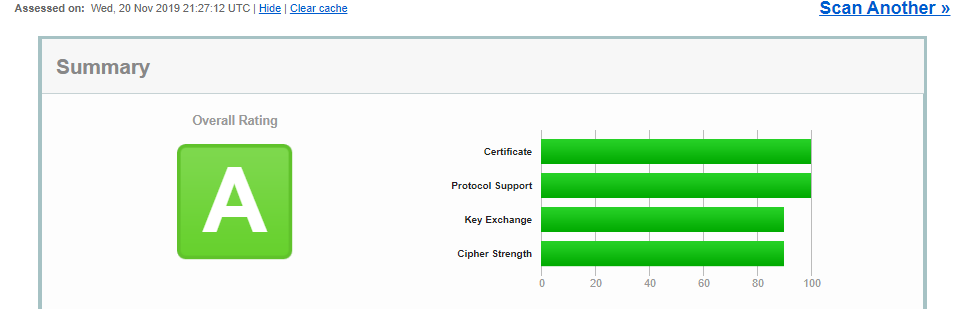 Assessed on: Wed, 20 Nov 2019 21:27:12 UTC | Hide | Clear cache
Scan Another »
Summary
Overall Rating
A
Certificate
Protocol Support
Key Exchange
Cipher Strength
0 20 40 60 80 100